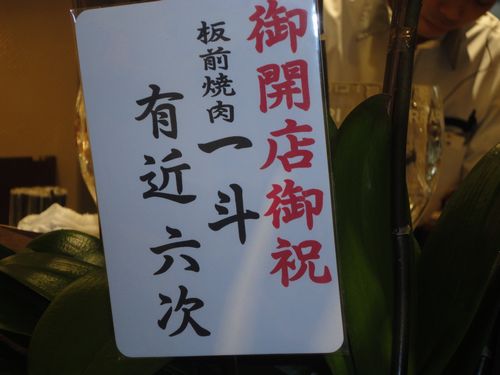 御開店御祝
板前焼肉一斗
有近六次